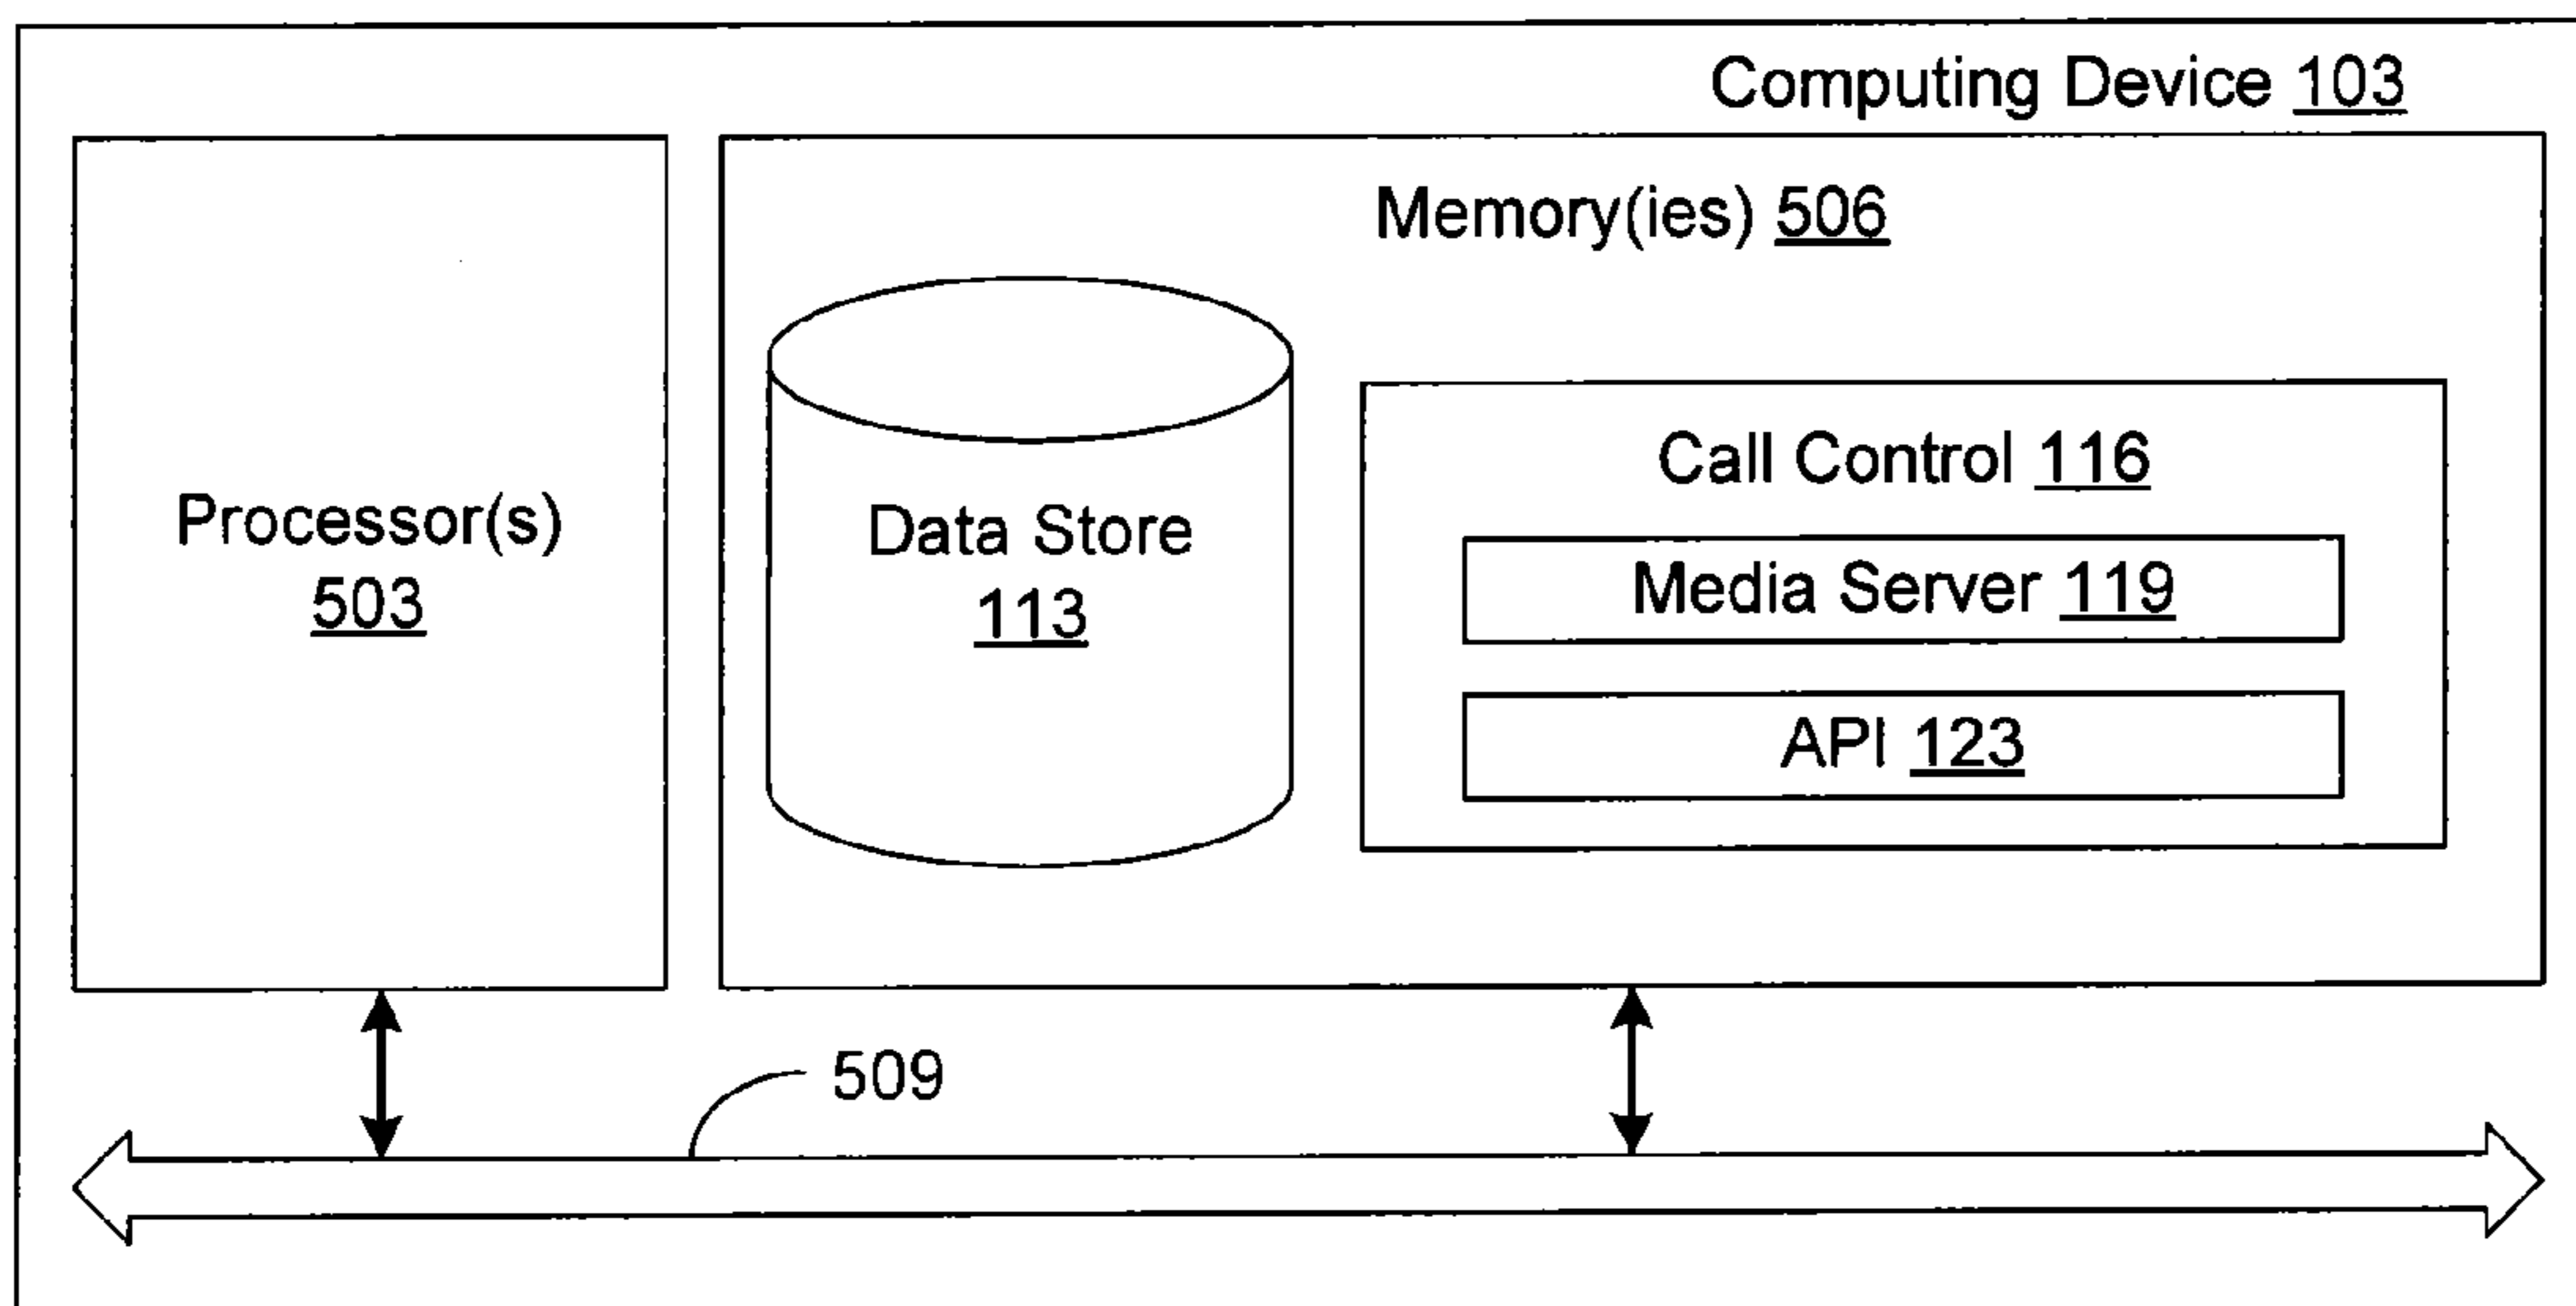 Computing Device 103
Memory(ies) 506
Processor(s)
503
Data Store
113
Call Control 116
Media Server 119
API 123
509